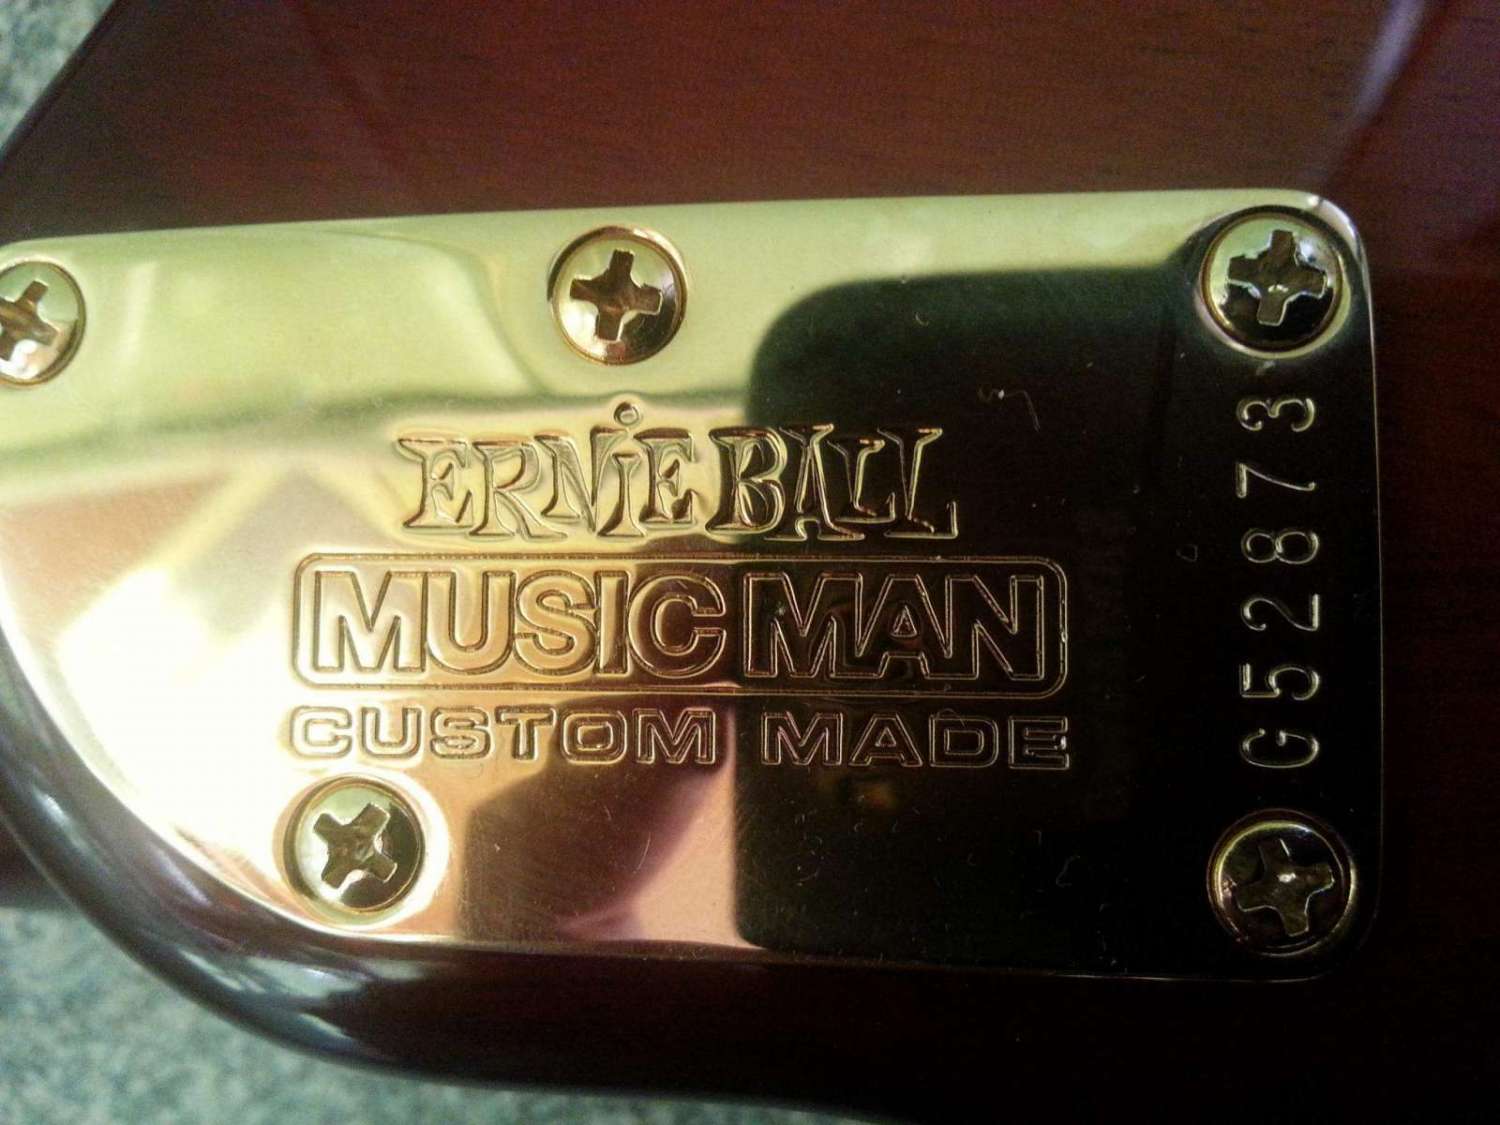 ERNiE BALL
MUSIC MAN
CUSTOM MADE
G52873